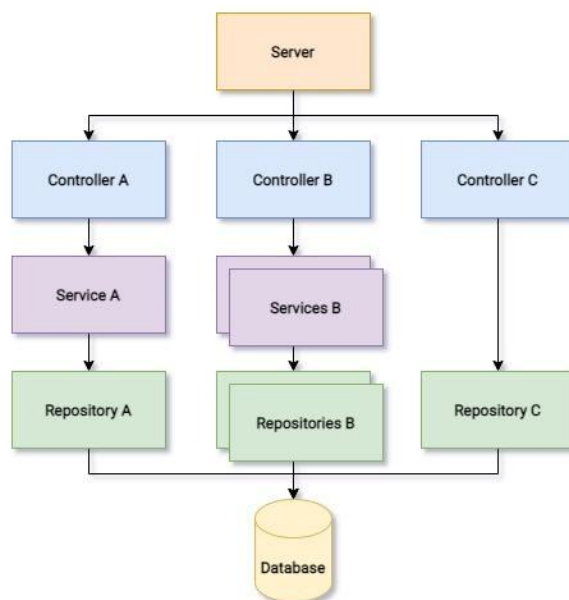 Server
Controller A
Controller B
Controller C
Service A
Services B
Repository A
Repositories B
Repository C
Database